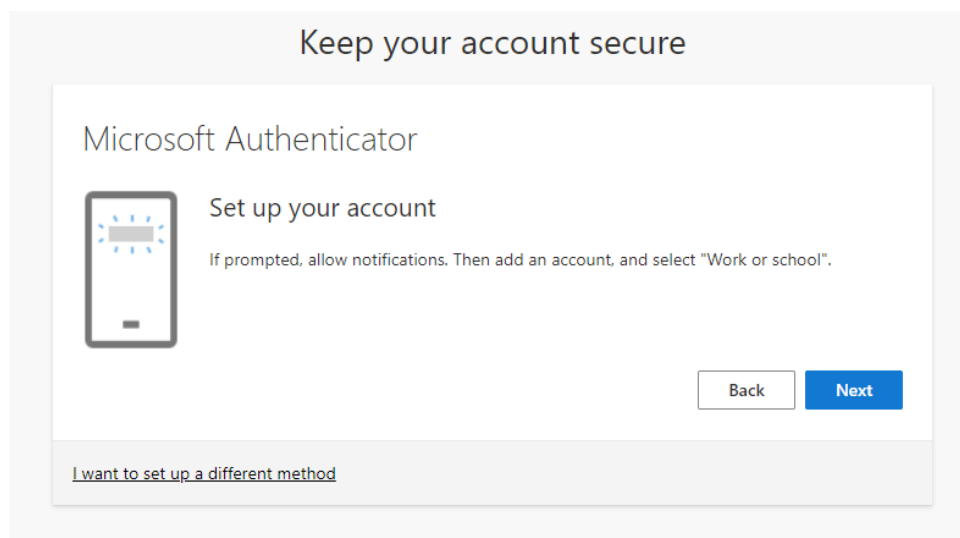 Keep your account secure
Microsoft Authenticator
Set up your account
If prompted, allow notifications. Then add an account, and select "Work or school".
Back
Next
I want to set up a different method